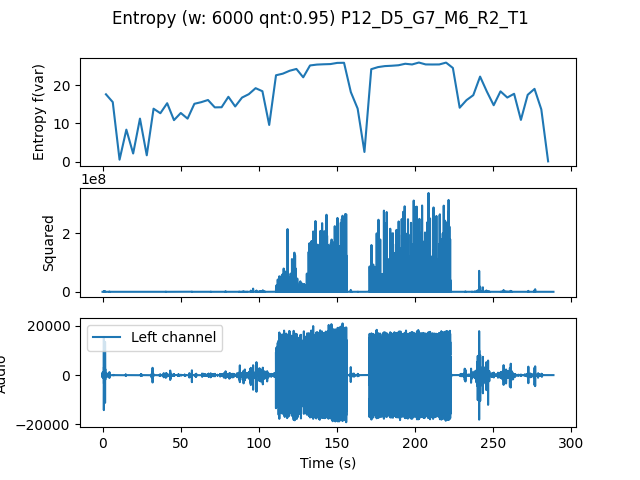 Entropy (w: 6000 qnt:0.95) P12_D5_G7_M6_R2_T1
Entropy f(var)
20
10
0
1e8
Squared
2
0
Audio
20000
0
−20000
Left channel
0 50 100 150 200 250 300
Time (s)